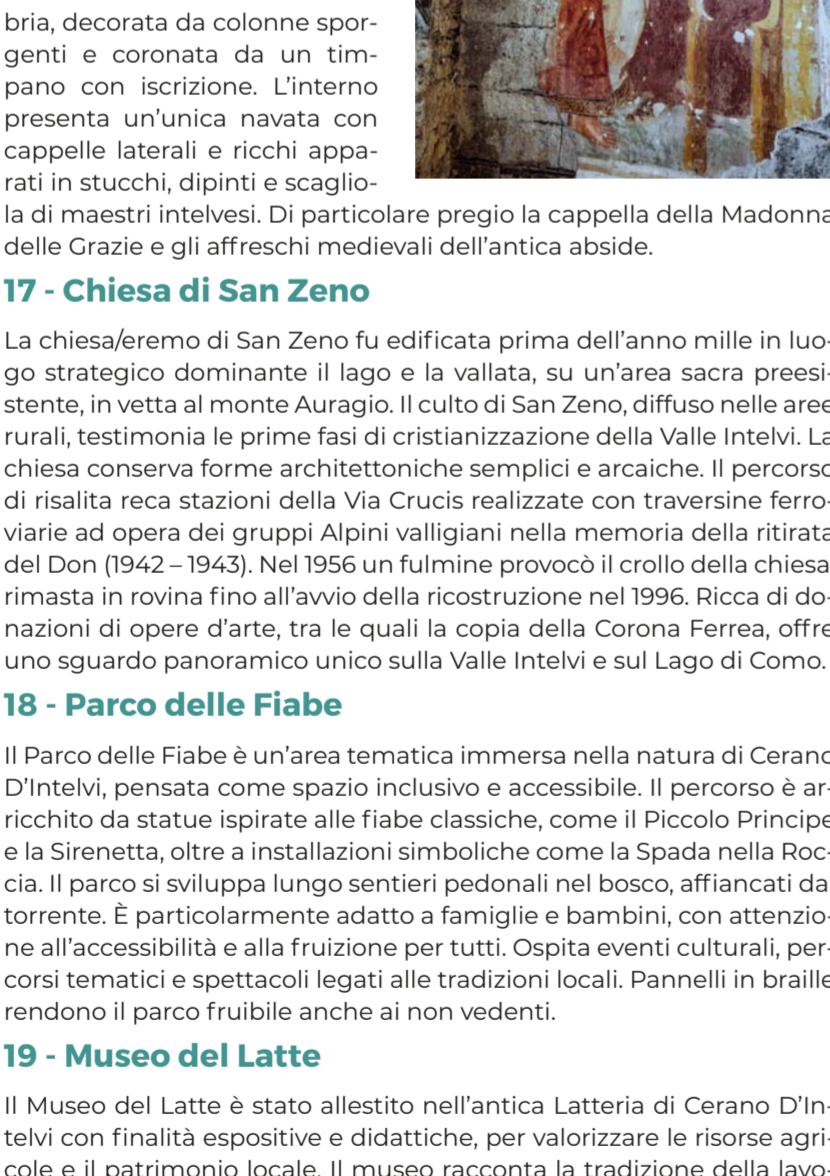 bria, decorata da colonne spor-
genti e coronata da un tim-
pano con iscrizione. L’interno
presenta un’unica navata con
cappelle laterali e ricchi appa-
rati in stucchi, dipinti e scaglio-
la di maestri intelvesi. Di particolare pregio la cappella della Madonna
delle Grazie e gli affreschi medievali dell’antica abside.
17 - Chiesa di San Zeno
La chiesa/eremo di San Zeno fu edificata prima dell’anno mille in luo-
go strategico dominante il lago e la vallata, su un’area sacra preesi-
stente, in vetta al monte Auragio. Il culto di San Zeno, diffuso nelle aree
rurali, testimonia le prime fasi di cristianizzazione della Valle Intelvi. La
chiesa conserva forme architettoniche semplici e arcaiche. Il percorso
di risalita reca stazioni della Via Crucis realizzate con traversine ferro-
viarie ad opera dei gruppi Alpini valligiani nella memoria della ritirata
del Don (1942 – 1943). Nel 1956 un fulmine provocò il crollo della chiesa
rimasta in rovina fino all’avvio della ricostruzione nel 1996. Ricca di do-
nazioni di opere d’arte, tra le quali la copia della Corona Ferrea, offre
uno sguardo panoramico unico sulla Valle Intelvi e sul Lago di Como.
18 - Parco delle Fiabe
Il Parco delle Fiabe è un’area tematica immersa nella natura di Cerano
D’Intelvi, pensata come spazio inclusivo e accessibile. Il percorso è ar-
ricchito da statue ispirate alle fiabe classiche, come il Piccolo Principe
e la Sirenetta, oltre a installazioni simboliche come la Spada nella Roc-
cia. Il parco si sviluppa lungo sentieri pedonali nel bosco, affiancati da
torrente. È particolarmente adatto a famiglie e bambini, con attenzio-
ne all’accessibilità e alla fruizione per tutti. Ospita eventi culturali, per-
corsi tematici e spettacoli legati alle tradizioni locali. Pannelli in braille
rendono il parco fruibile anche ai non vedenti.
19 - Museo del Latte
Il Museo del Latte è stato allestito nell’antica Latteria di Cerano D’In-
telvi con finalità espositive e didattiche, per valorizzare le risorse agri-
cole e il patrimonio locale. Il museo racconta la tradizione della lavo-